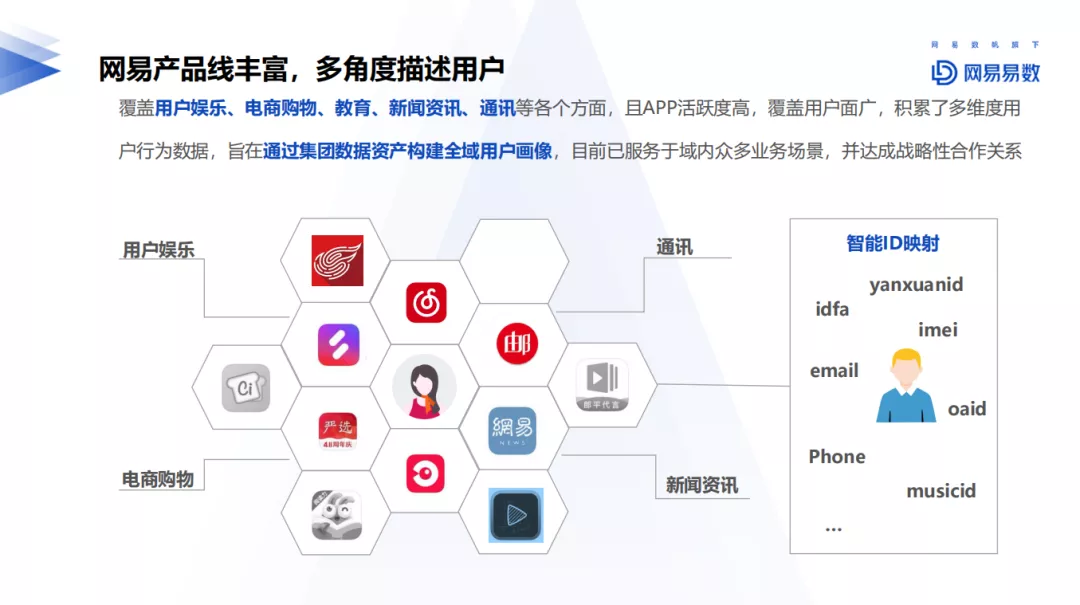 网易数帆旗下
网易易数
网易产品线丰富，多角度描述用户
覆盖用户娱乐、电商购物、教育、新闻资讯、通讯等各个方面，且APP活跃度高，覆盖用户面广，积累了多维度用
户行为数据，旨在通过集团数据资产构建全域用户画像，目前已服务于域内众多业务场景，并达成战略性合作关系
用户娱乐
通讯
邮
Ci
郎平代言
严选
網易
NEWS
电商购物
新闻资讯
智能ID映射
yanxuanid
idfa
imei
email
oaid
Phone
musicid
...